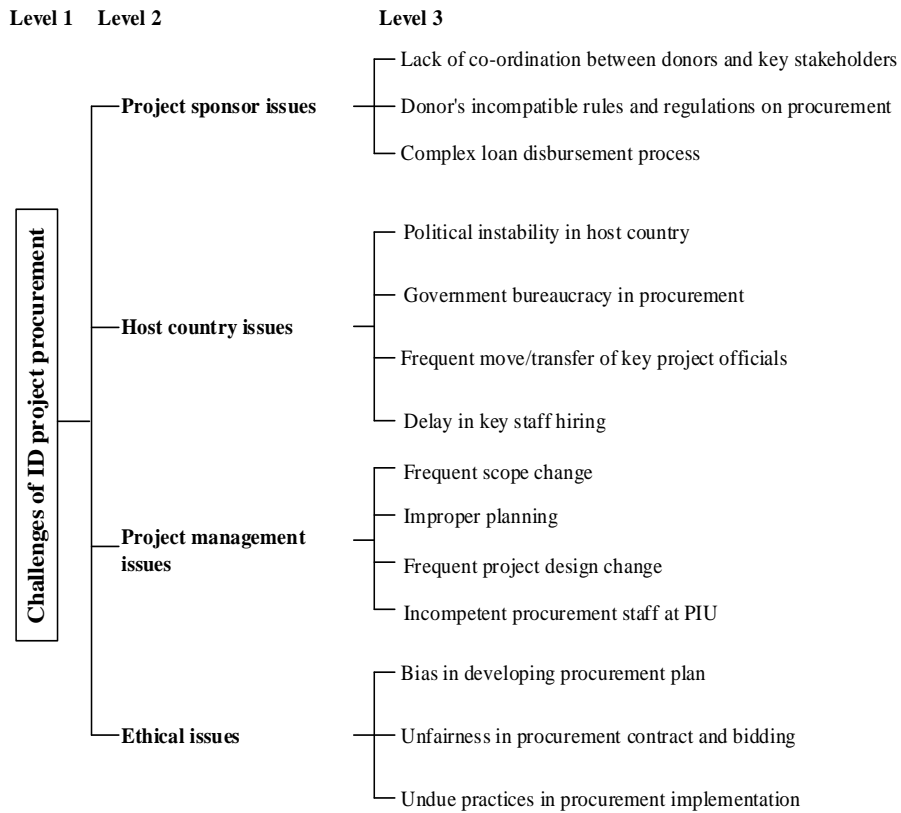 Level 1 Level 2 Level 3
Challenges of ID project procurement
Project sponsor issues
Lack of co-ordination between donors and key stakeholders
Donor's incompatible rules and regulations on procurement
Complex loan disbursement process
Host country issues
Political instability in host country
Government bureaucracy in procurement
Frequent move/transfer of key project officials
Delay in key staff hiring
Project management
issues
Frequent scope change
Improper planning
Frequent project design change
Incompetent procurement staff at PIU
Ethical issues
Bias in developing procurement plan
Unfairness in procurement contract and bidding
Undue practices in procurement implementation